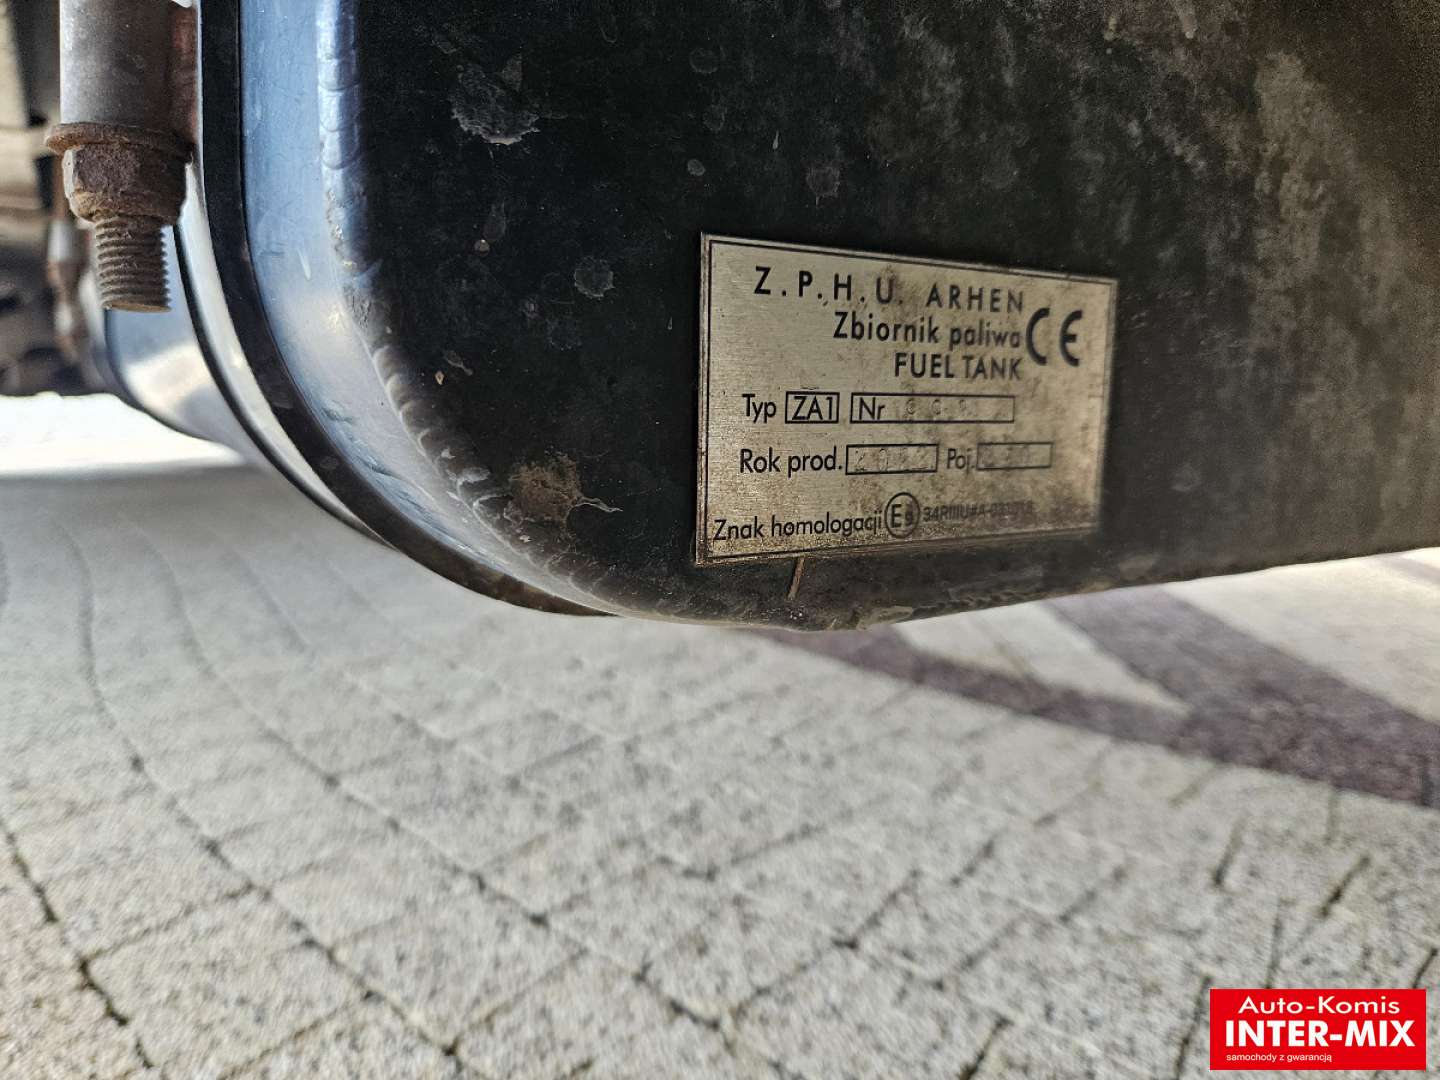 Z.P.H.U. ARHEN
Zbiornik paliwa CE
FUEL TANK
Typ ZA1 Nr
Rok prod. Poj.
Znak homologacji E9
Auto-Komis
INTER-MIX
samochody z gwarancją